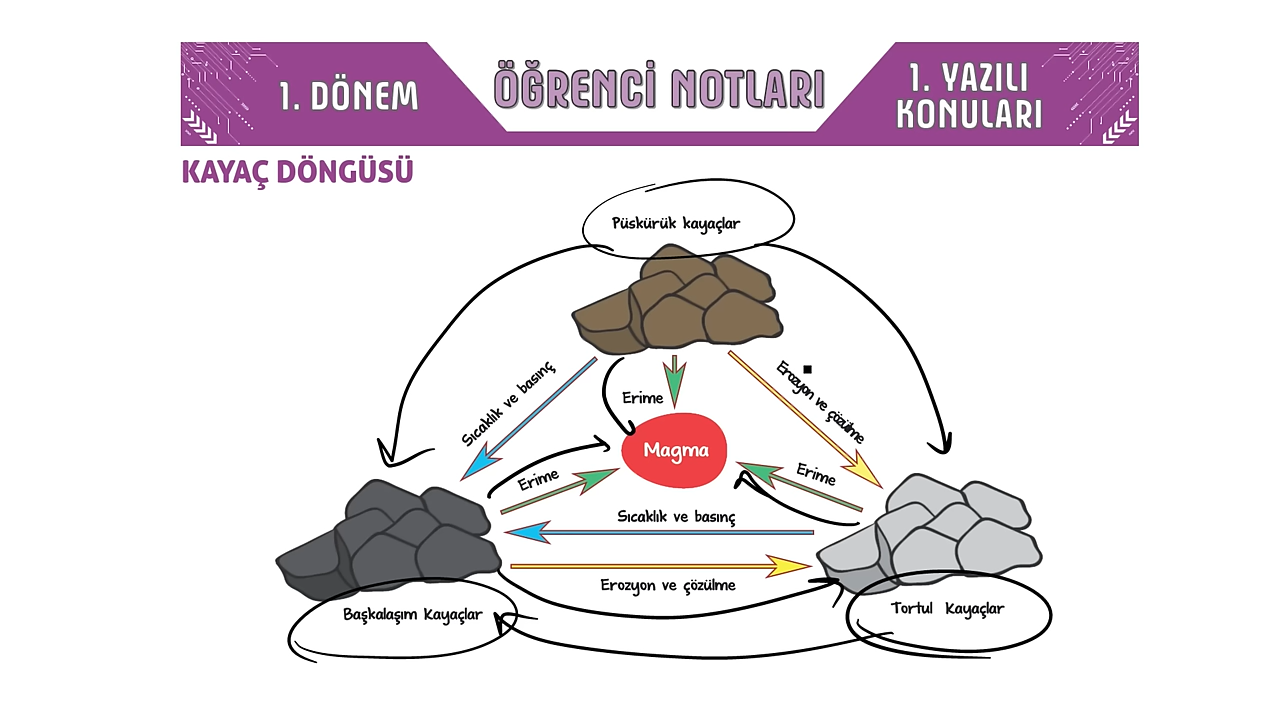 1. DÖNEM
ÖĞRENCİ NOTLARI
1. YAZILI
KONULARI
KAYAÇ DÖNGÜSÜ
Püskürük kayaçlar
Sıcaklık ve basınç
Erime
Erozyon ve çözülme
Magma
Erime
Erime
Sıcaklık ve basınç
Erozyon ve çözülme
Başkalaşım Kayaçlar
Tortul Kayaçlar